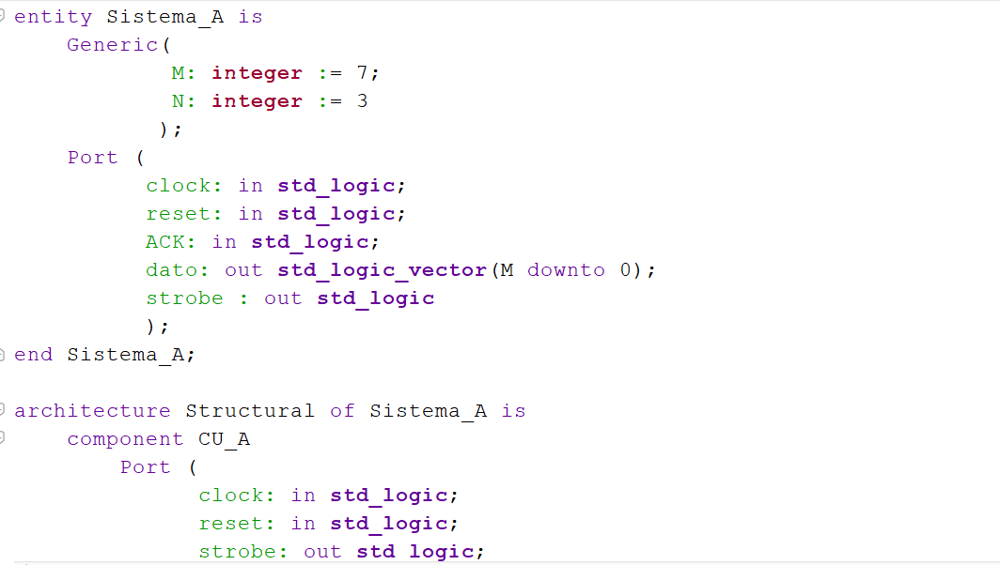 entity Sistema_A is
    Generic(
            M: integer := 7;
            N: integer := 3
           );
    Port (
          clock: in std_logic;
          reset: in std_logic;
          ACK: in std_logic;
          dato: out std_logic_vector(M downto 0);
          strobe : out std_logic
          );
end Sistema_A;

architecture Structural of Sistema_A is
    component CU_A
        Port (
              clock: in std_logic;
              reset: in std_logic;
              strobe: out std_logic;